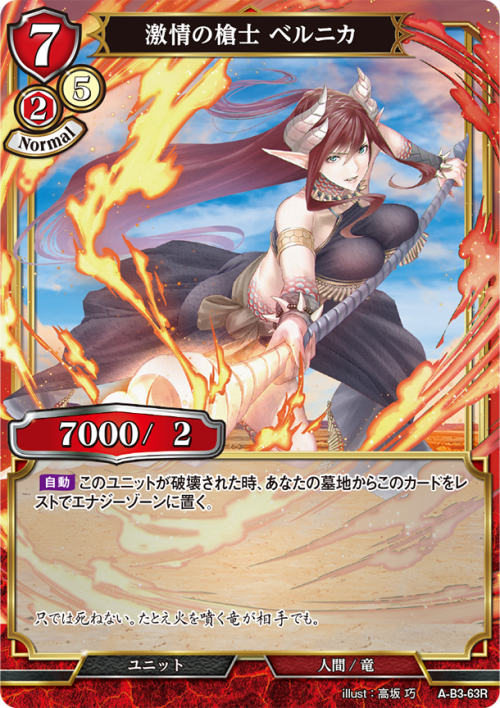 7
激情の槍士 ベルニカ
2
5
Normal
7000/ 2
自動 このユニットが破壊された時、あなたの墓地からこのカードをレ
ストでエナジーゾーンに置く。
只では死ねない。たとえ火を噴く竜が相手でも。
ユニット
人間 / 竜
illust：高坂 巧 A-B3-63R